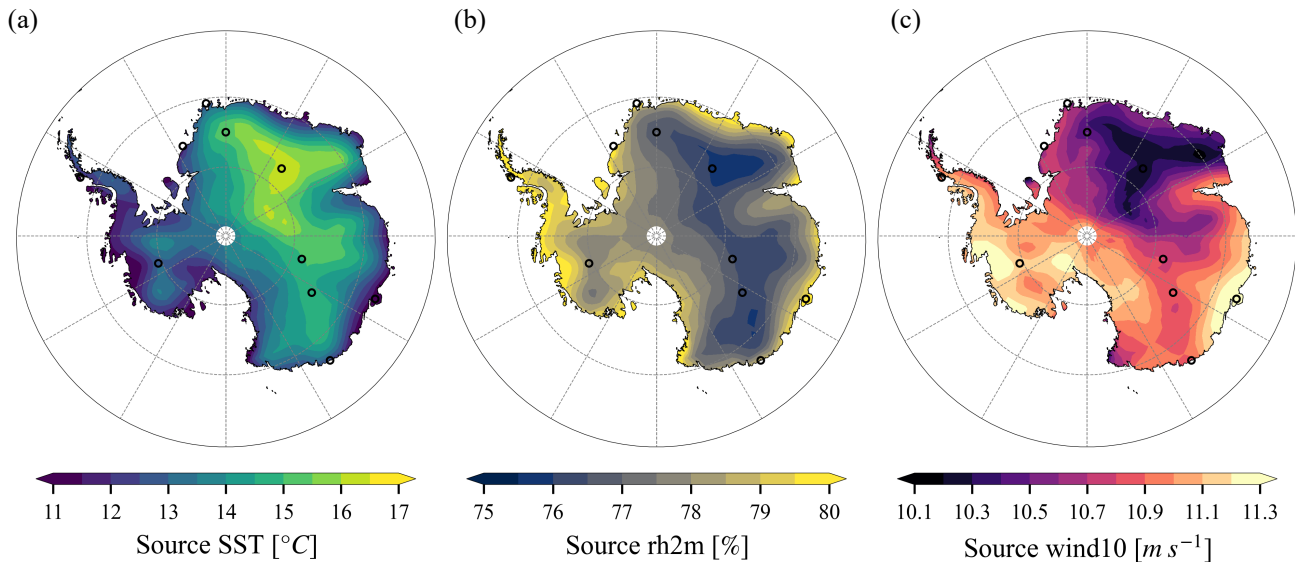 (a)
(b)
(c)
11 12 13 14 15 16 17
Source SST [°C]
75 76 77 78 79 80
Source rh2m [%]
10.1 10.3 10.5 10.7 10.9 11.1 11.3
Source wind10 [m s⁻¹]